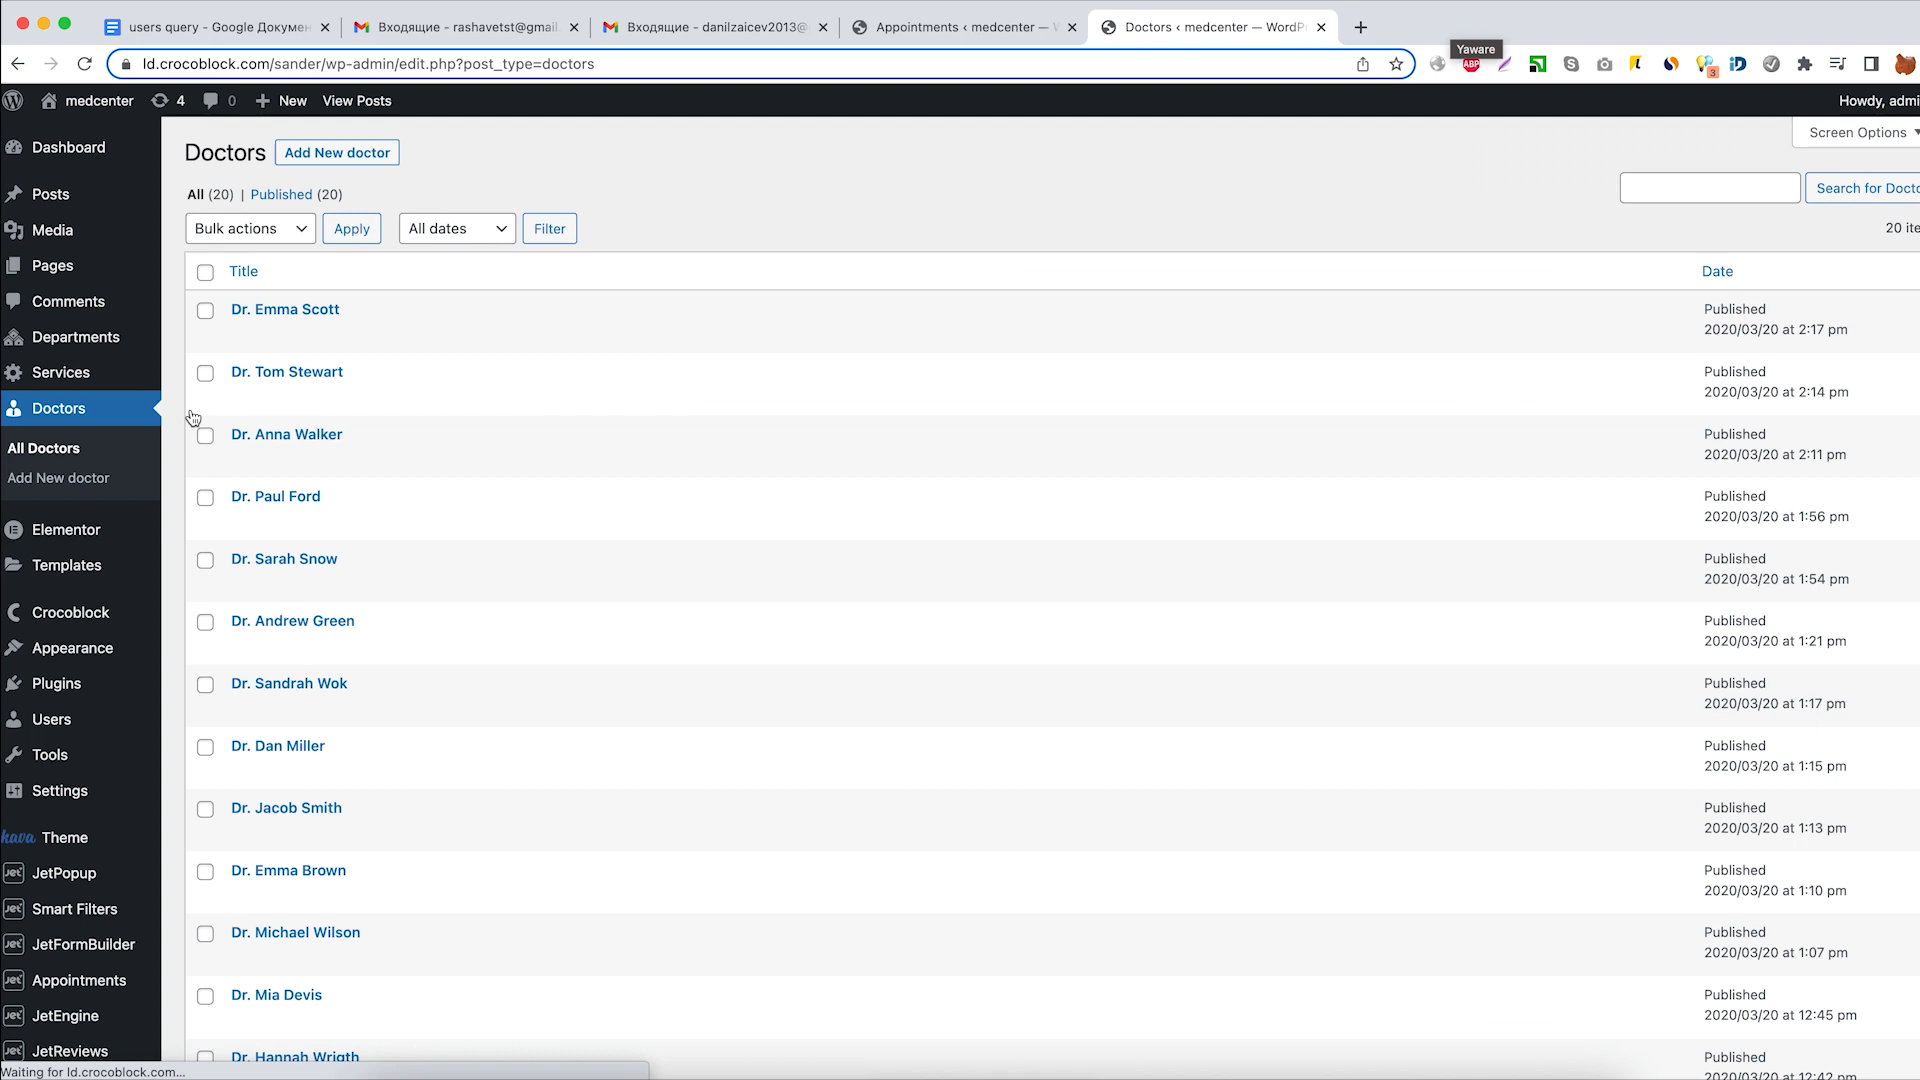 users query - Google Докумен
Входящие - rashavetst@gmail.
Входящие - danilzaicev2013@
Appointments ‹ medcenter —
Doctors ‹ medcenter — WordP
Yaware
ld.crocoblock.com/sander/wp-admin/edit.php?post_type=doctors
ABP
3
medcenter
4
0
New
View Posts
Howdy, admi
Dashboard
Posts
Media
Pages
Comments
Departments
Services
Doctors
All Doctors
Add New doctor
Elementor
Templates
Crocoblock
Appearance
Plugins
Users
Tools
Settings
kava Theme
Jet JetPopup
Jet Smart Filters
Jet JetFormBuilder
Jet Appointments
Jet JetEngine
Jet JetReviews
Doctors
Add New doctor
Screen Options
All (20) | Published (20)
Search for Docto
Bulk actions
Apply
All dates
Filter
20 ite
Title
Date
Dr. Emma Scott
Published
2020/03/20 at 2:17 pm
Dr. Tom Stewart
Published
2020/03/20 at 2:14 pm
Dr. Anna Walker
Published
2020/03/20 at 2:11 pm
Dr. Paul Ford
Published
2020/03/20 at 1:56 pm
Dr. Sarah Snow
Published
2020/03/20 at 1:54 pm
Dr. Andrew Green
Published
2020/03/20 at 1:21 pm
Dr. Sandrah Wok
Published
2020/03/20 at 1:17 pm
Dr. Dan Miller
Published
2020/03/20 at 1:15 pm
Dr. Jacob Smith
Published
2020/03/20 at 1:13 pm
Dr. Emma Brown
Published
2020/03/20 at 1:10 pm
Dr. Michael Wilson
Published
2020/03/20 at 1:07 pm
Dr. Mia Devis
Published
2020/03/20 at 12:45 pm
Dr. Hannah Wrigth
Published
2020/03/20 at 12:42 pm
Waiting for ld.crocoblock.com...